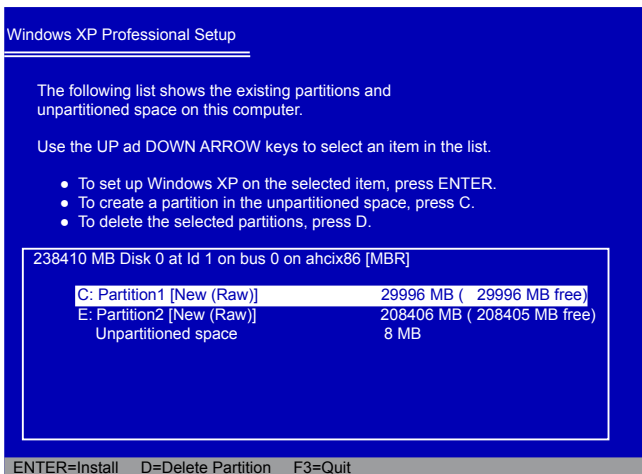 Windows XP Professional Setup
The following list shows the existing partitions and
unpartitioned space on this computer.
Use the UP ad DOWN ARROW keys to select an item in the list.
● To set up Windows XP on the selected item, press ENTER.
● To create a partition in the unpartitioned space, press C.
● To delete the selected partitions, press D.
238410 MB Disk 0 at Id 1 on bus 0 on ahcix86 [MBR]
C: Partition1 [New (Raw)] 29996 MB ( 29996 MB free)
E: Partition2 [New (Raw)] 208406 MB ( 208405 MB free)
Unpartitioned space 8 MB
ENTER=Install D=Delete Partition F3=Quit